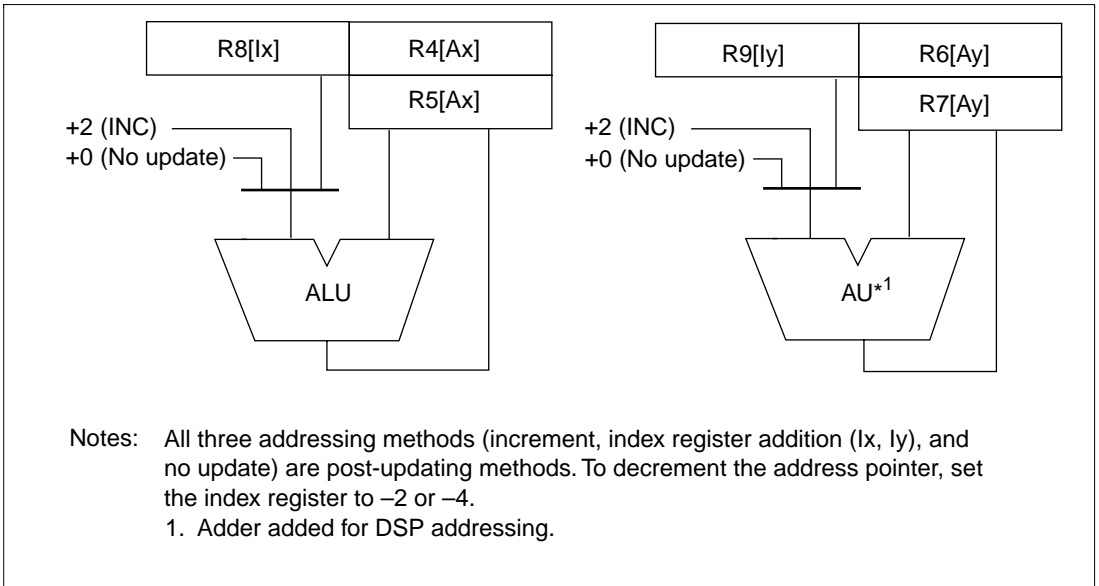 R8[Ix] R4[Ax]
R5[Ax]
+2 (INC)
+0 (No update)
ALU
R9[Iy] R6[Ay]
R7[Ay]
+2 (INC)
+0 (No update)
AU*1
Notes: All three addressing methods (increment, index register addition (Ix, Iy), and
no update) are post-updating methods. To decrement the address pointer, set
the index register to –2 or –4.
1. Adder added for DSP addressing.